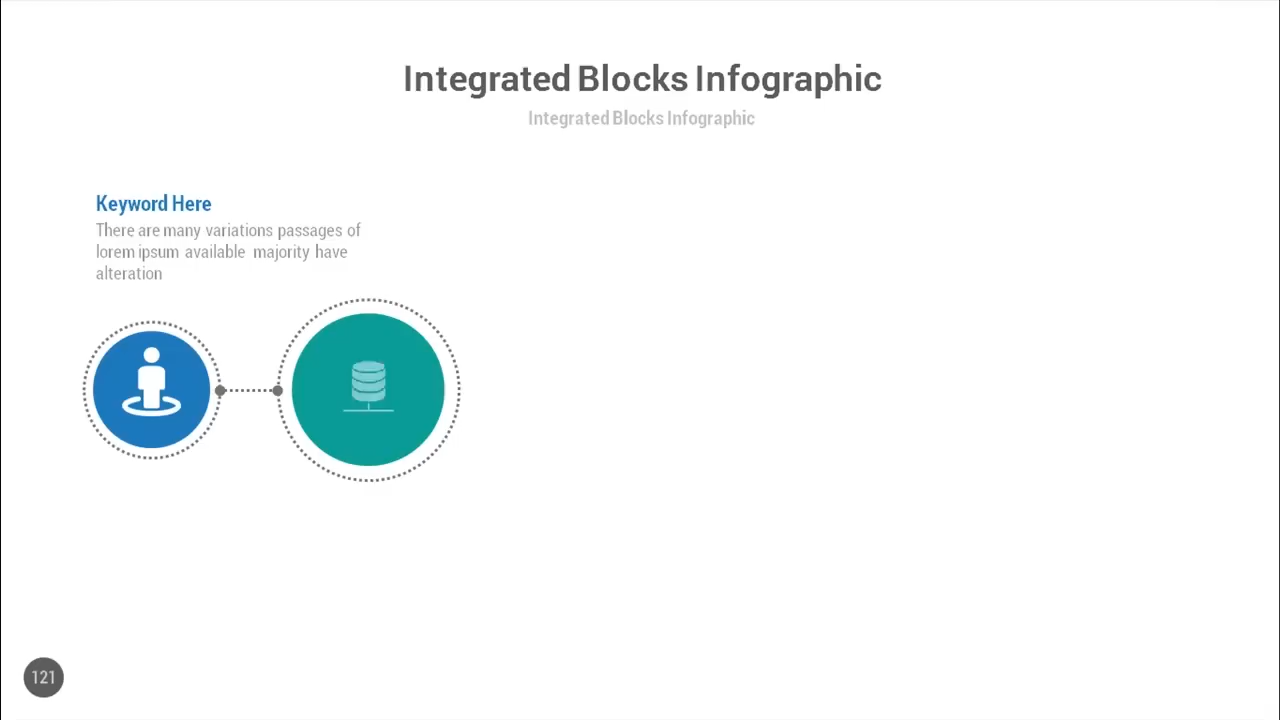 Integrated Blocks Infographic
Integrated Blocks Infographic
Keyword Here
There are many variations passages of
lorem ipsum available majority have
alteration
121